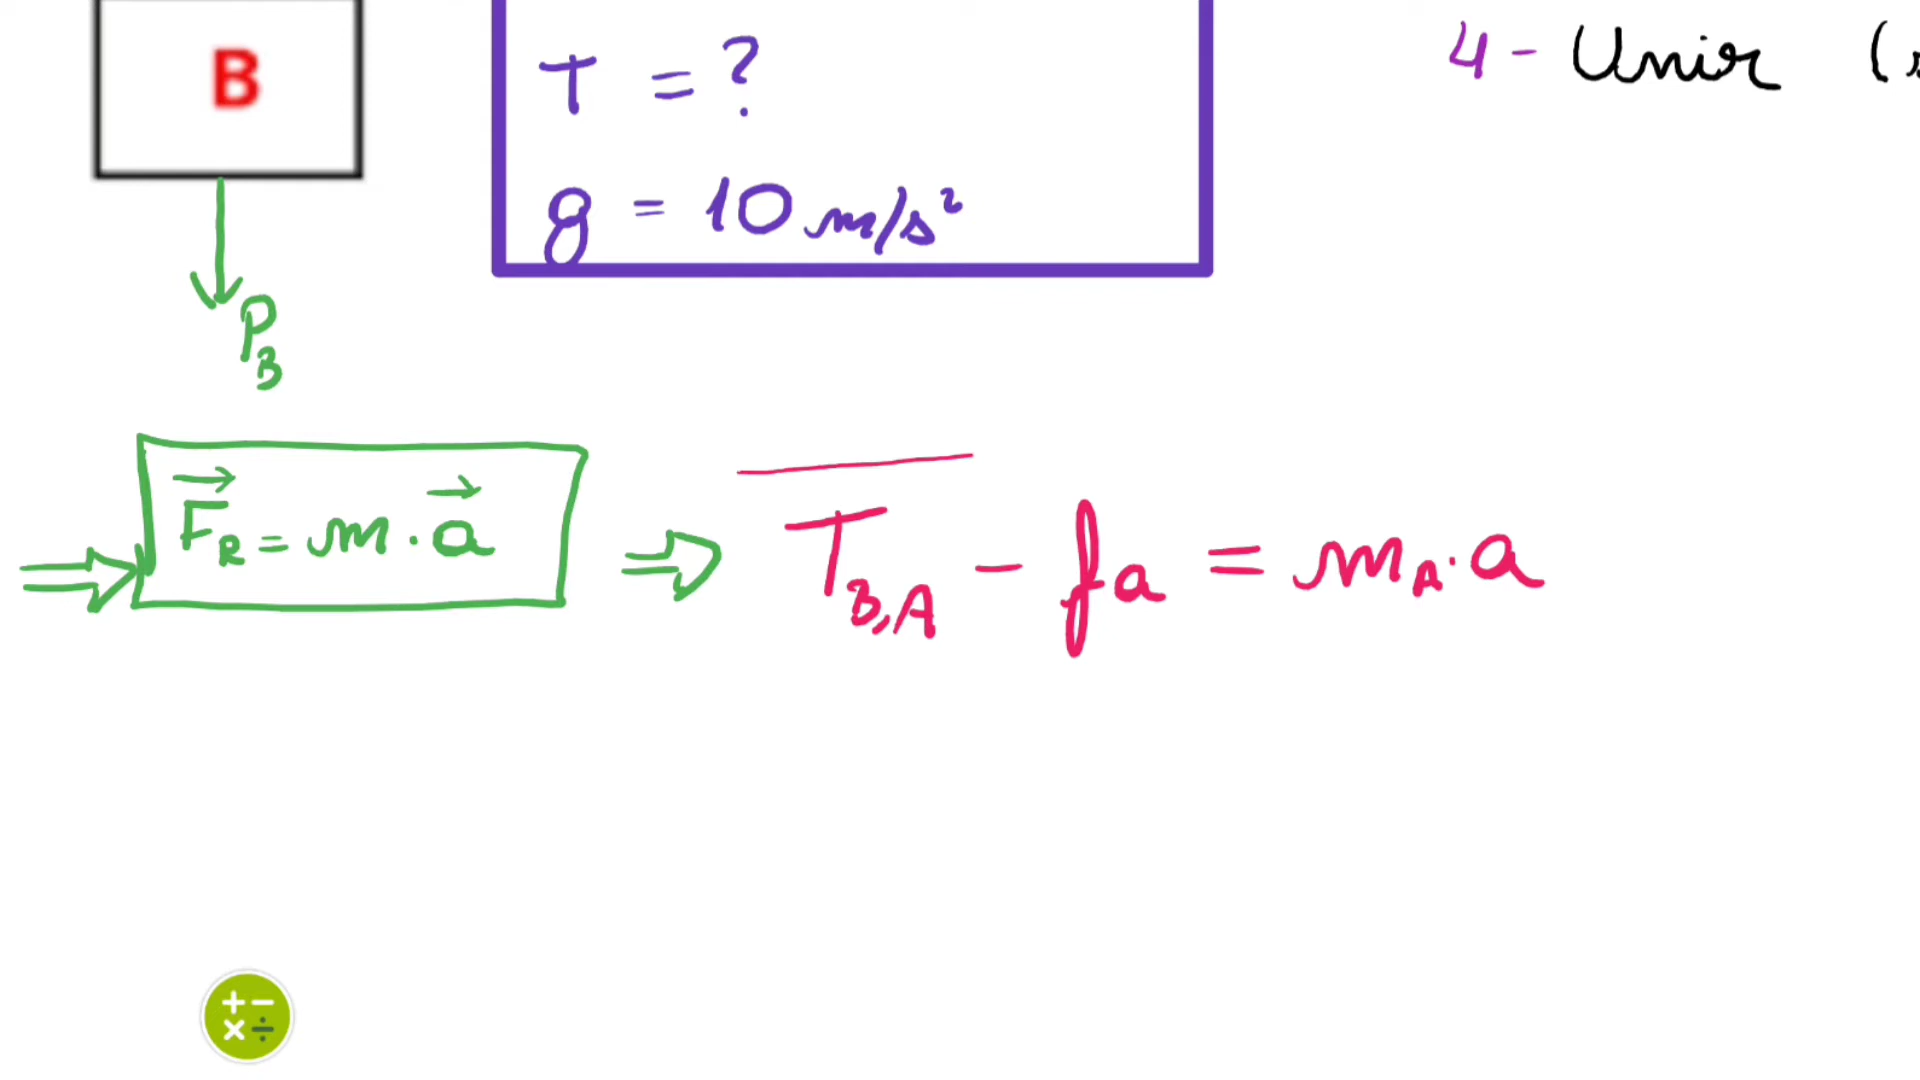 B
T = ?
g = 10 m/s²
4 - Unir (
P_B
F_R = m . a
T_B,A - fa = m_A . a
+ −
× ÷